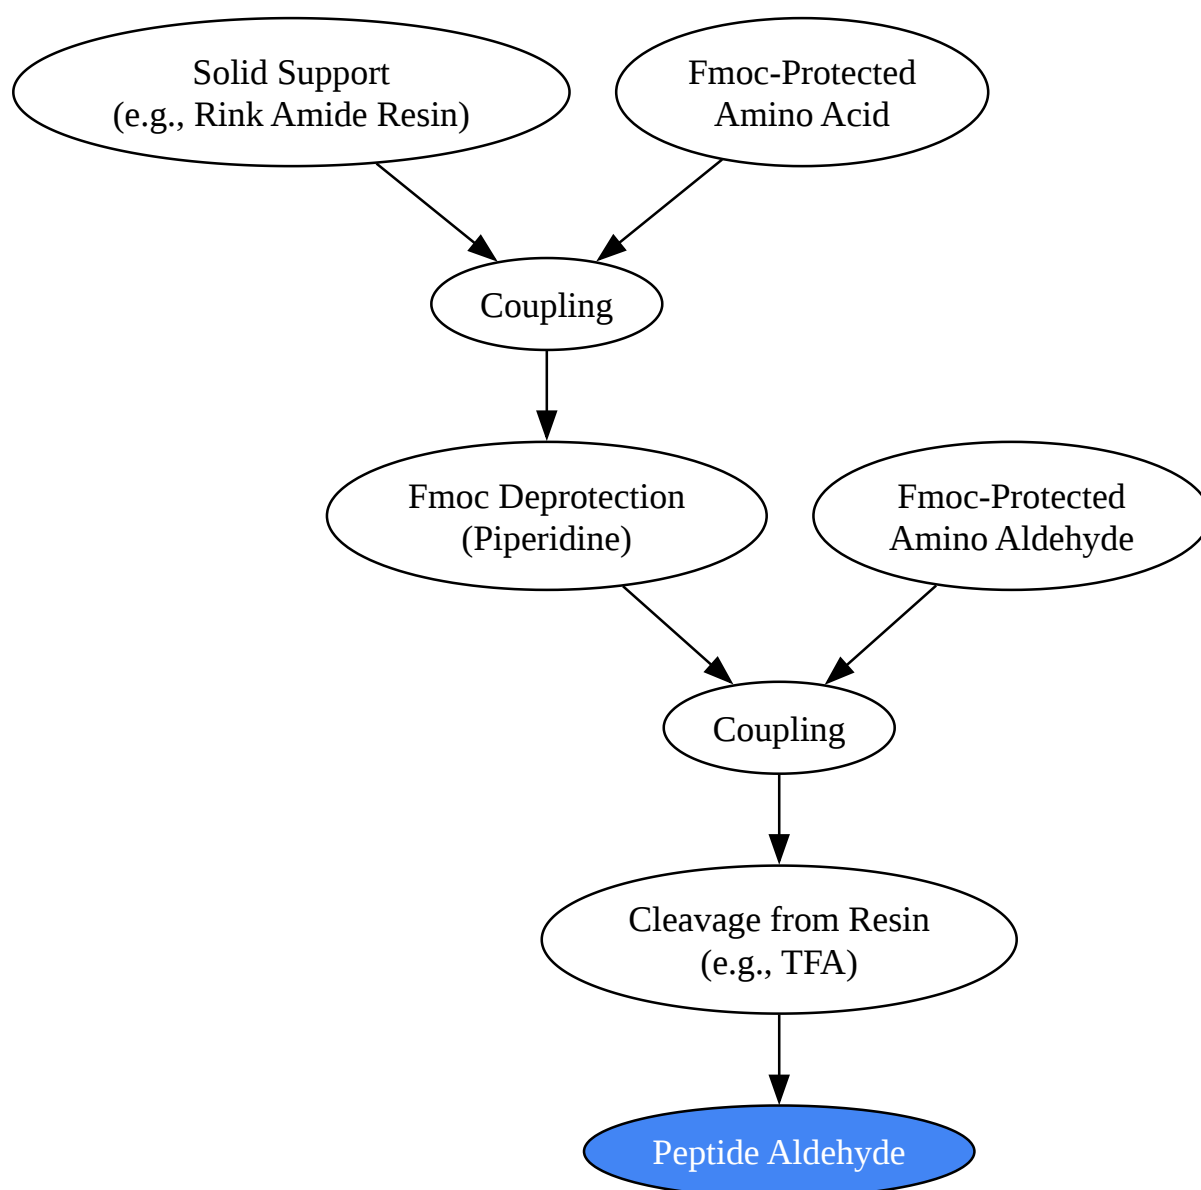 Solid Support
(e.g., Rink Amide Resin)
Fmoc-Protected
Amino Acid
Coupling
Fmoc Deprotection
(Piperidine)
Fmoc-Protected
Amino Aldehyde
Coupling
Cleavage from Resin
(e.g., TFA)
Peptide Aldehyde